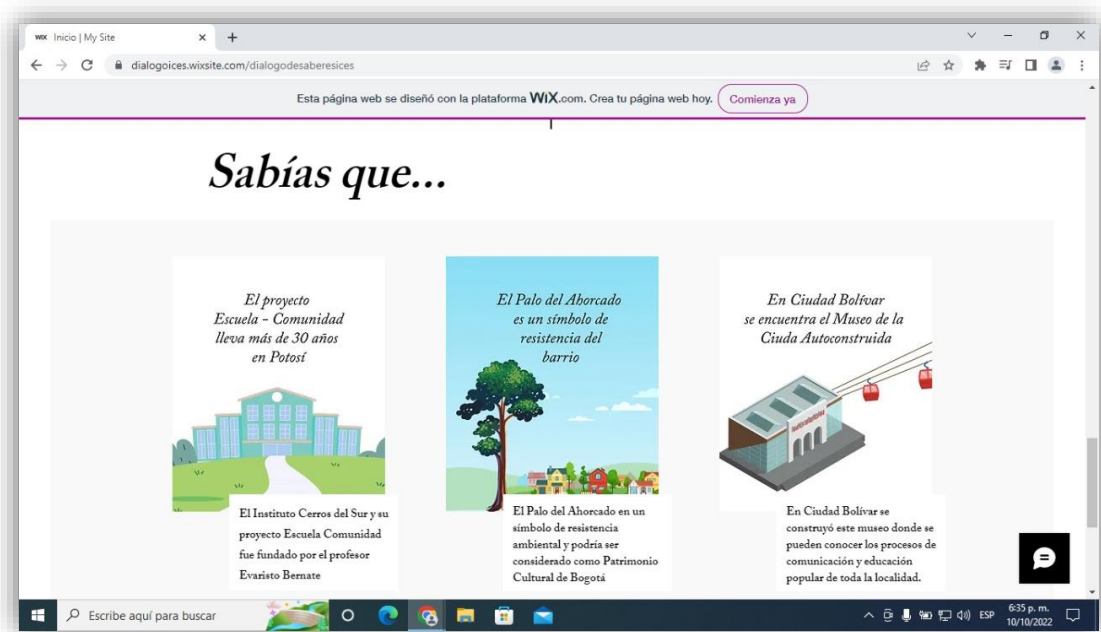 WIX Inicio | My Site
dialogoices.wixsite.com/dialogodesaberesices
Esta página web se diseñó con la plataforma WiX.com. Crea tu página web hoy. Comienza ya
Sabías que...
El proyecto
Escuela - Comunidad
lleva más de 30 años
en Potosí
El Instituto Cerros del Sur y su
proyecto Escuela Comunidad
fue fundado por el profesor
Evaristo Bernate
El Palo del Ahorcado
es un símbolo de
resistencia del
barrio
El Palo del Ahorcado en un
símbolo de resistencia
ambiental y podría ser
considerado como Patrimonio
Cultural de Bogotá
En Ciudad Bolívar
se encuentra el Museo de la
Ciuda Autoconstruida
En Ciudad Bolívar se
construyó este museo donde se
pueden conocer los procesos de
comunicación y educación
popular de toda la localidad.
Escribe aquí para buscar
ESP
6:35 p. m.
10/10/2022